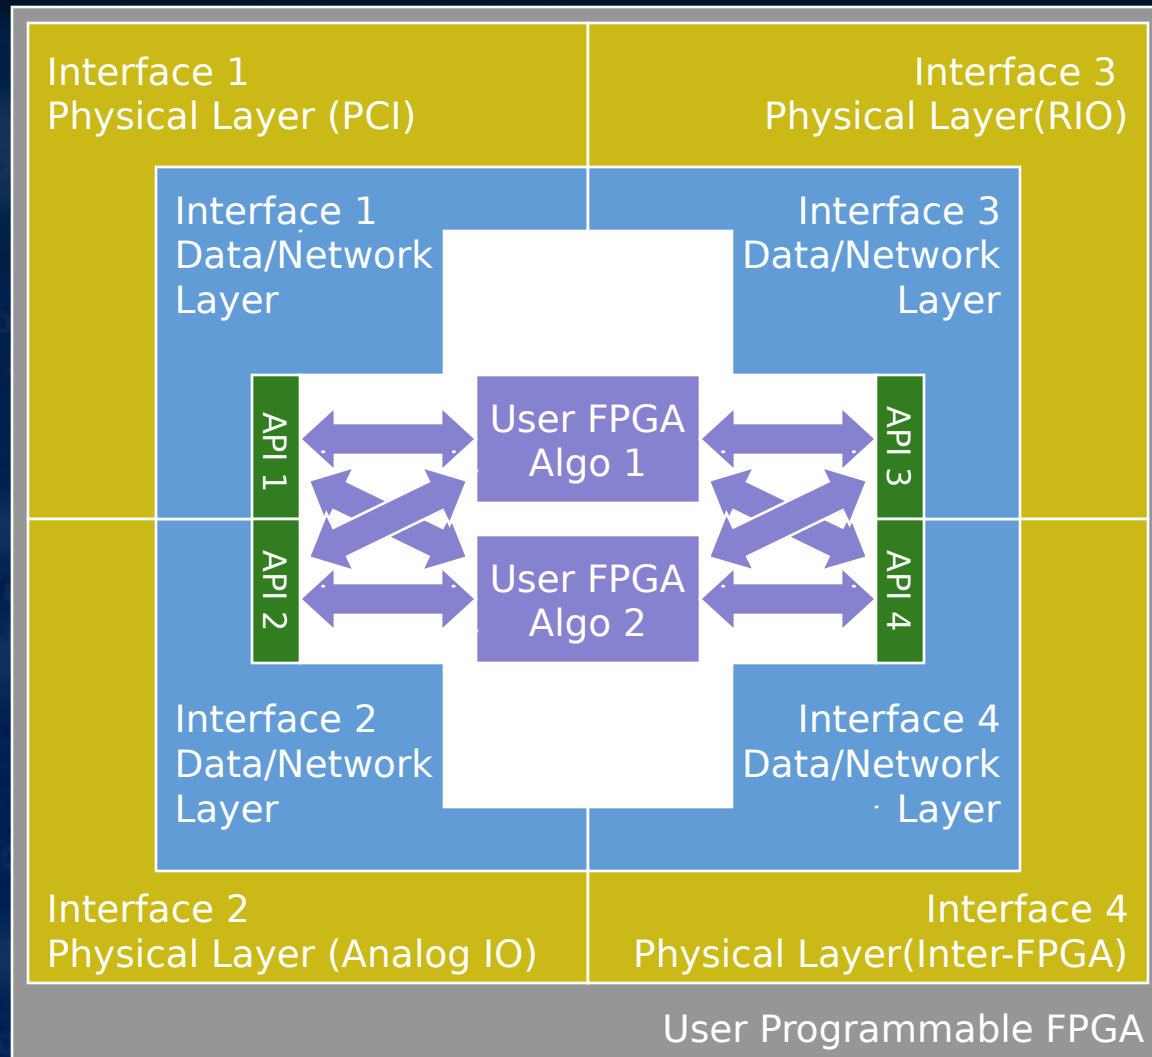 Interface 1
Physical Layer (PCI)
Interface 3
Physical Layer(RIO)
Interface 1
Data/Network
Layer
Interface 3
Data/Network
Layer
API 1
User FPGA
Algo 1
API 3
API 2
User FPGA
Algo 2
API 4
Interface 2
Data/Network
Layer
Interface 4
Data/Network
Layer
Interface 2
Physical Layer (Analog IO)
Interface 4
Physical Layer(Inter-FPGA)
User Programmable FPGA